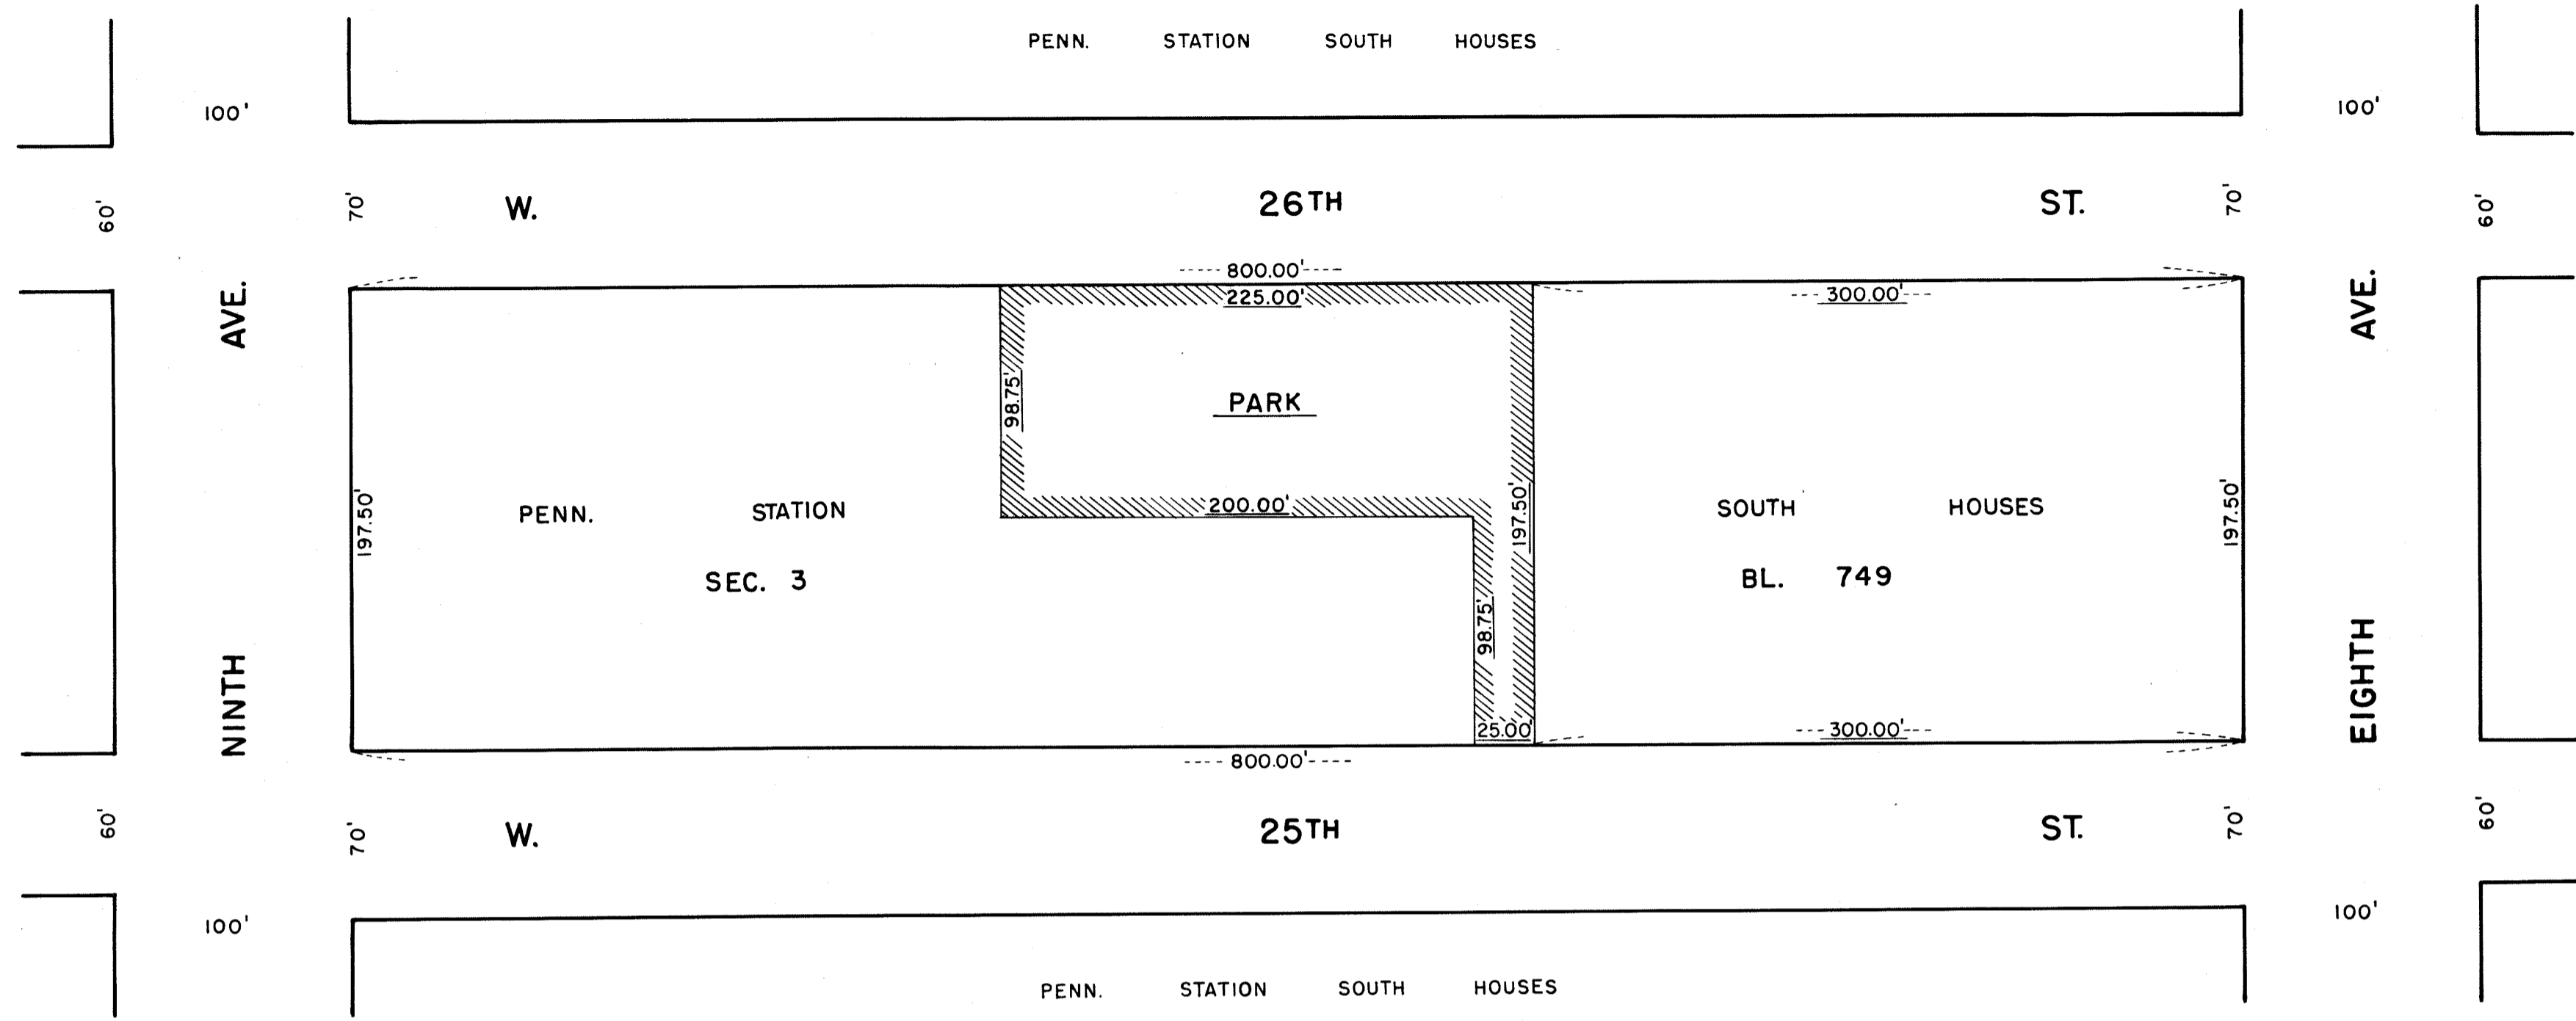 PENN. STATION SOUTH HOUSES
100' 100'
60' 70' W. 26TH ST. 70' 60'
800.00'
225.00' 300.00'
NINTH AVE.
98.75'
PARK
EIGHTH AVE.
197.50' PENN. STATION 200.00' 197.50' SOUTH HOUSES 197.50'
SEC. 3 BL. 749
98.75'
25.00' 300.00'
800.00'
60' 70' W. 25TH ST. 70' 60'
100' 100'
PENN. STATION SOUTH HOUSES